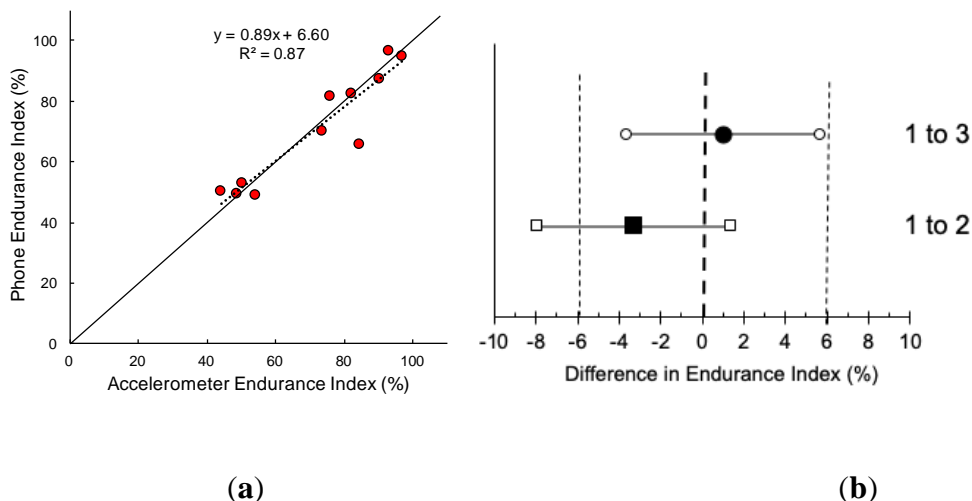 y = 0.89x + 6.60
R² = 0.87
Phone Endurance Index (%)
100
80
60
40
20
0
0 20 40 60 80 100
Accelerometer Endurance Index (%)
1 to 3
1 to 2
-10 -8 -6 -4 -2 0 2 4 6 8 10
Difference in Endurance Index (%)
(a) (b)